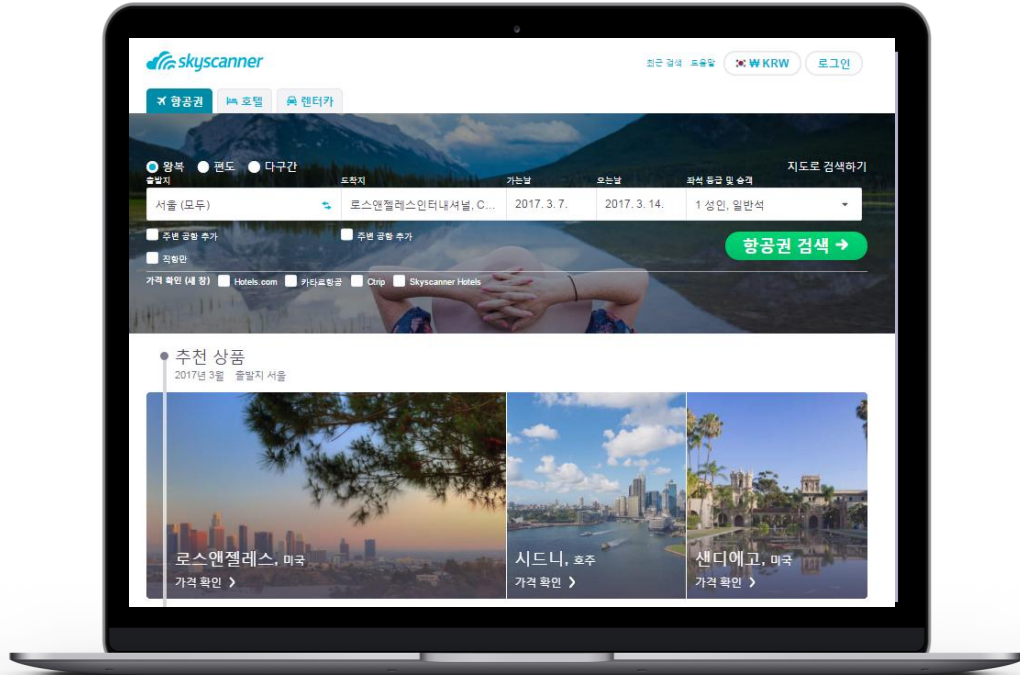 skyscanner
최근 검색 도움말 ₩ KRW 로그인
항공권 호텔 렌터카
왕복 편도 다구간 지도로 검색하기
출발지 도착지 가는날 오는날 좌석 등급 및 승객
서울 (모두) 로스앤젤레스인터내셔널, C... 2017. 3. 7. 2017. 3. 14. 1 성인, 일반석
주변 공항 추가 주변 공항 추가
직항만
항공권 검색 →
가격 확인 (새 창) Hotels.com 카타르항공 Ctrip Skyscanner Hotels
추천 상품
2017년 3월 출발지 서울
로스앤젤레스, 미국 시드니, 호주 샌디에고, 미국
가격 확인 가격 확인 가격 확인